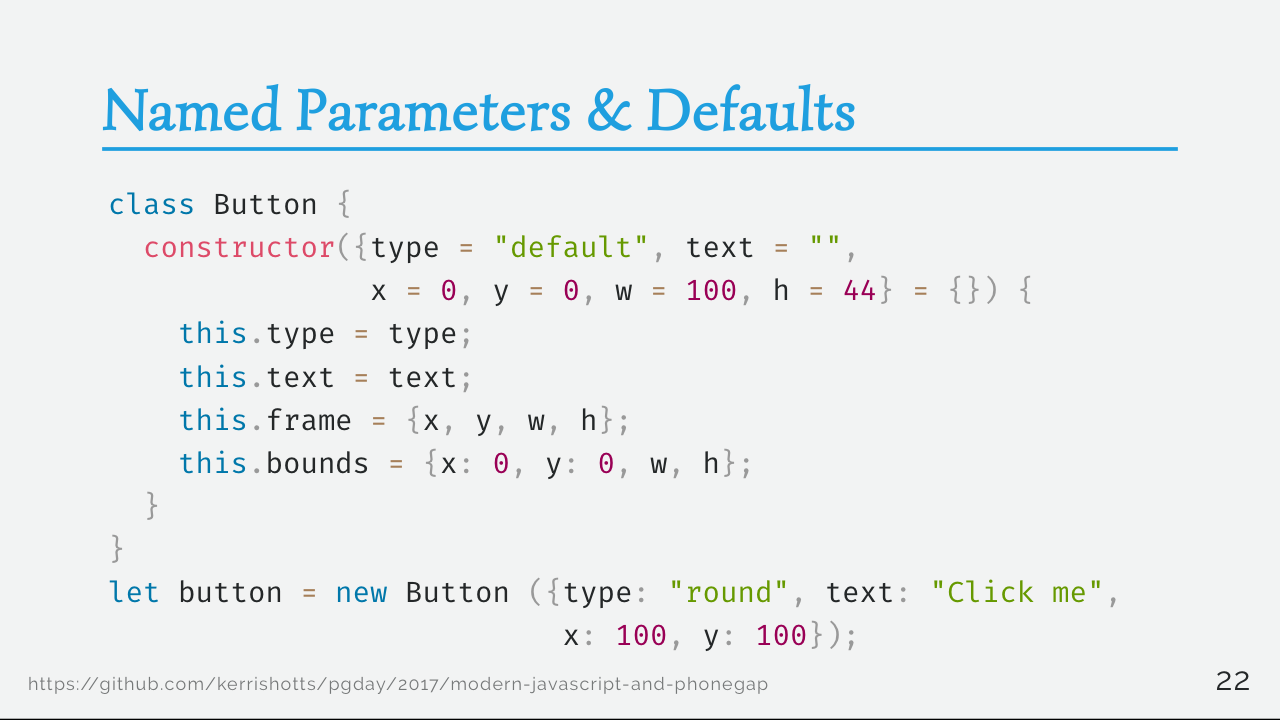 Named Parameters & Defaults
class Button {
  constructor({type = "default", text = "",
               x = 0, y = 0, w = 100, h = 44} = {}) {
    this.type = type;
    this.text = text;
    this.frame = {x, y, w, h};
    this.bounds = {x: 0, y: 0, w, h};
  }
}
let button = new Button ({type: "round", text: "Click me",
                          x: 100, y: 100});
https://github.com/kerrishotts/pgday/2017/modern-javascript-and-phonegap
22